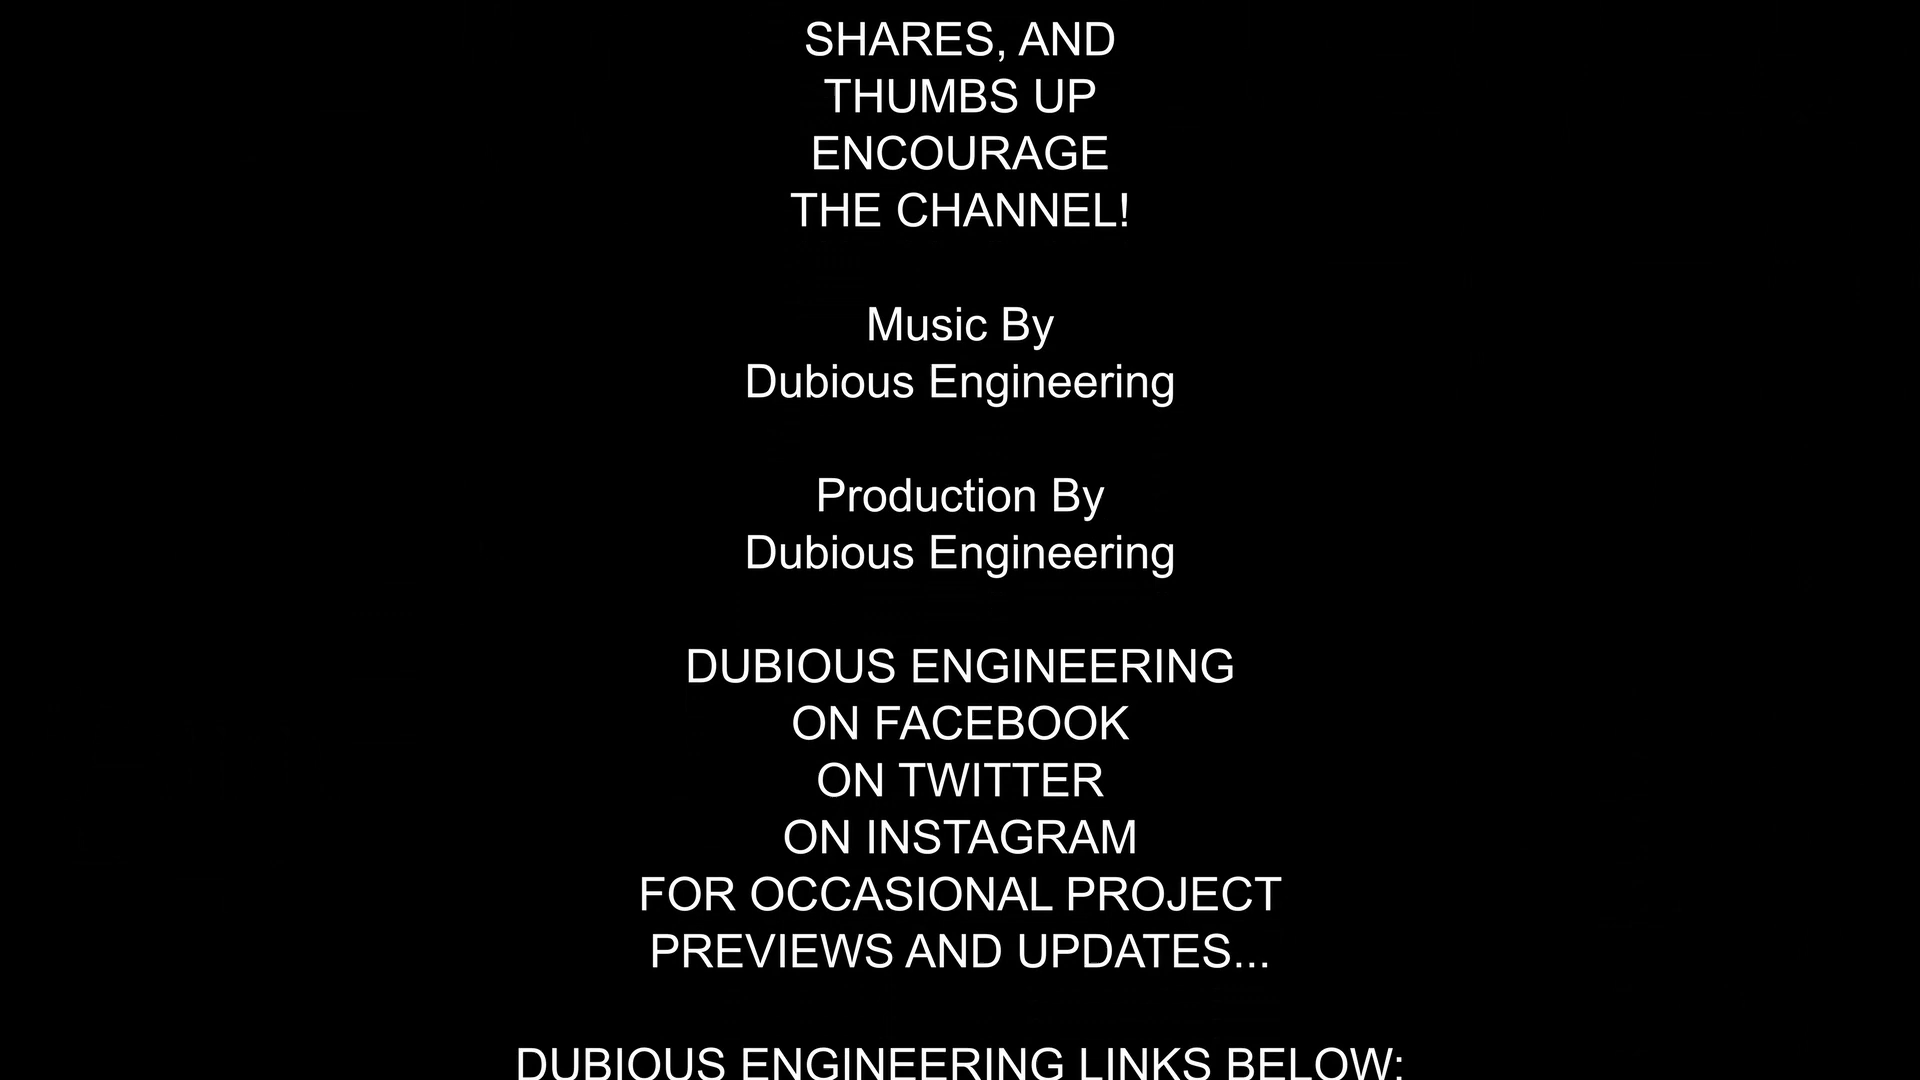 SHARES, AND
THUMBS UP
ENCOURAGE
THE CHANNEL!
Music By
Dubious Engineering
Production By
Dubious Engineering
DUBIOUS ENGINEERING
ON FACEBOOK
ON TWITTER
ON INSTAGRAM
FOR OCCASIONAL PROJECT
PREVIEWS AND UPDATES...
DUBIOUS ENGINEERING LINKS BELOW: